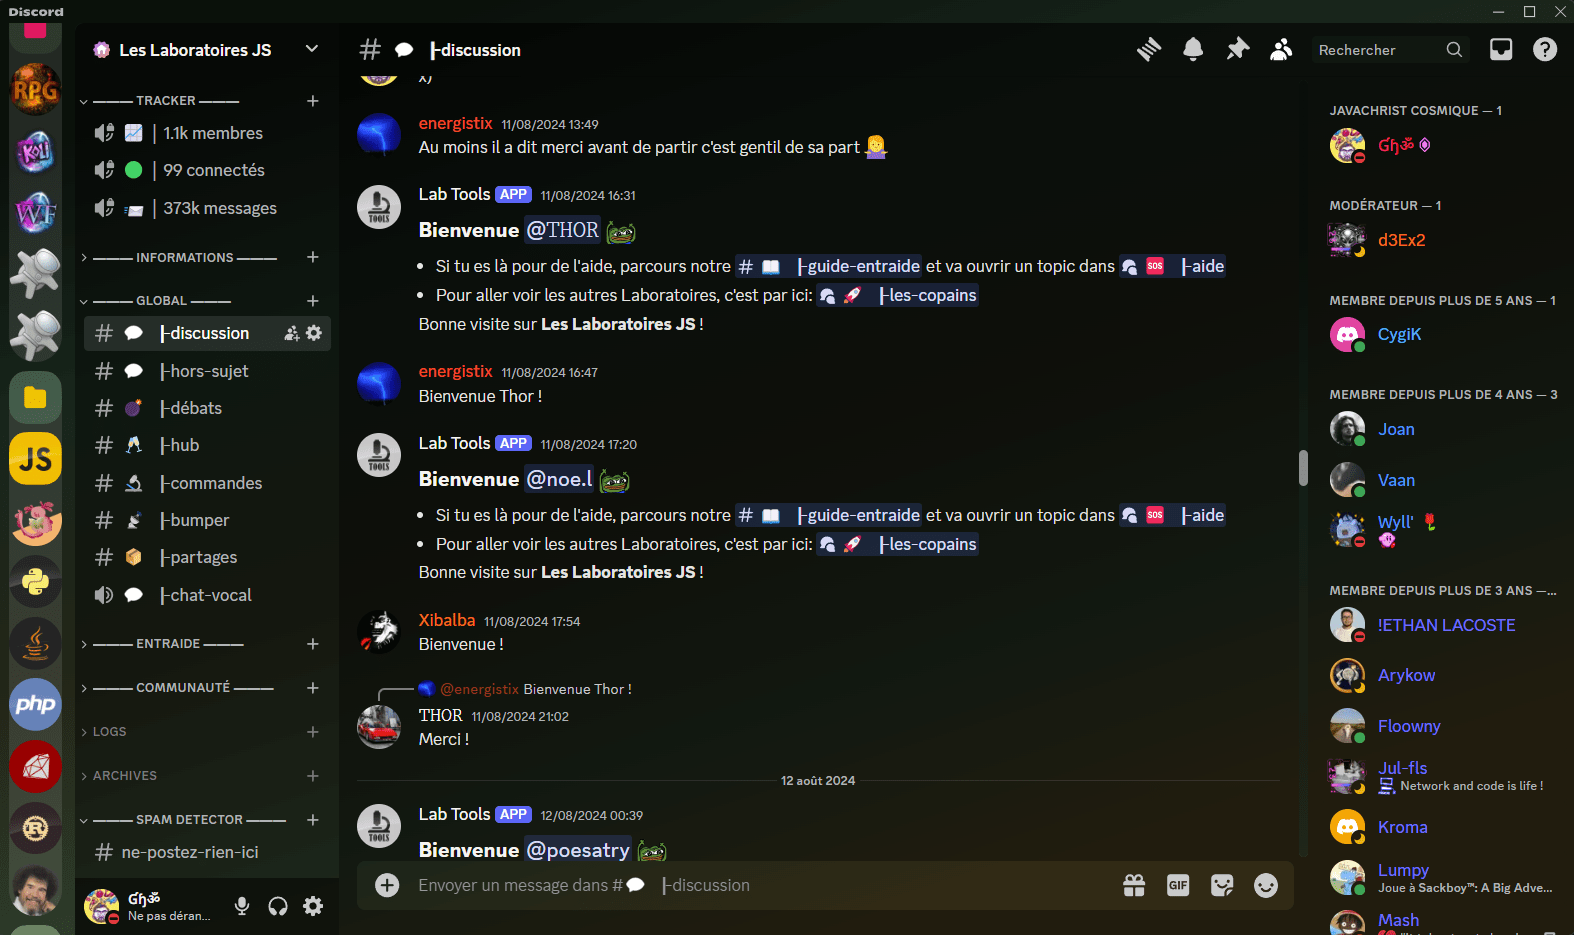 Discord
RPG
KOLI
WF
JS
php
R
Les Laboratoires JS
——— TRACKER ———
| 1.1k membres
| 99 connectés
| 373k messages
——— INFORMATIONS ———
——— GLOBAL ———
├-discussion
├-hors-sujet
├-débats
├-hub
├-commandes
├-bumper
├-partages
├-chat-vocal
——— ENTRAIDE ———
——— COMMUNAUTÉ ———
LOGS
ARCHIVES
——— SPAM DETECTOR ———
ne-postez-rien-ici
Ne pas déran...
# ├-discussion
Rechercher
x)
energistix 11/08/2024 13:49
Au moins il a dit merci avant de partir c'est gentil de sa part
Lab Tools APP 11/08/2024 16:31
TOOLS
Bienvenue @THOR
• Si tu es là pour de l'aide, parcours notre # ├-guide-entraide et va ouvrir un topic dans SOS ├-aide
• Pour aller voir les autres Laboratoires, c'est par ici: ├-les-copains
Bonne visite sur Les Laboratoires JS !
energistix 11/08/2024 16:47
Bienvenue Thor !
Lab Tools APP 11/08/2024 17:20
TOOLS
Bienvenue @noe.l
• Si tu es là pour de l'aide, parcours notre # ├-guide-entraide et va ouvrir un topic dans SOS ├-aide
• Pour aller voir les autres Laboratoires, c'est par ici: ├-les-copains
Bonne visite sur Les Laboratoires JS !
Xibalba 11/08/2024 17:54
Bienvenue !
@energistix Bienvenue Thor !
THOR 11/08/2024 21:02
Merci !
12 août 2024
Lab Tools APP 12/08/2024 00:39
TOOLS
Bienvenue @poesatry
Envoyer un message dans # ├-discussion
GIF
JAVACHRIST COSMIQUE — 1
MODÉRATEUR — 1
d3Ex2
MEMBRE DEPUIS PLUS DE 5 ANS — 1
CygiK
MEMBRE DEPUIS PLUS DE 4 ANS — 3
Joan
Vaan
Wyll'
MEMBRE DEPUIS PLUS DE 3 ANS —...
!ETHAN LACOSTE
Arykow
Floowny
Jul-fls
Network and code is life !
Kroma
Lumpy
Joue à Sackboy™: A Big Adve...
Mash